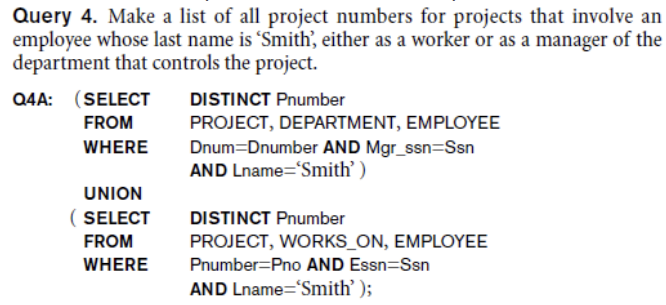 Query 4. Make a list of all project numbers for projects that involve an
employee whose last name is ‘Smith’, either as a worker or as a manager of the
department that controls the project.
Q4A: ( SELECT DISTINCT Pnumber
FROM PROJECT, DEPARTMENT, EMPLOYEE
WHERE Dnum=Dnumber AND Mgr_ssn=Ssn
AND Lname=‘Smith’ )
UNION
( SELECT DISTINCT Pnumber
FROM PROJECT, WORKS_ON, EMPLOYEE
WHERE Pnumber=Pno AND Essn=Ssn
AND Lname=‘Smith’ );